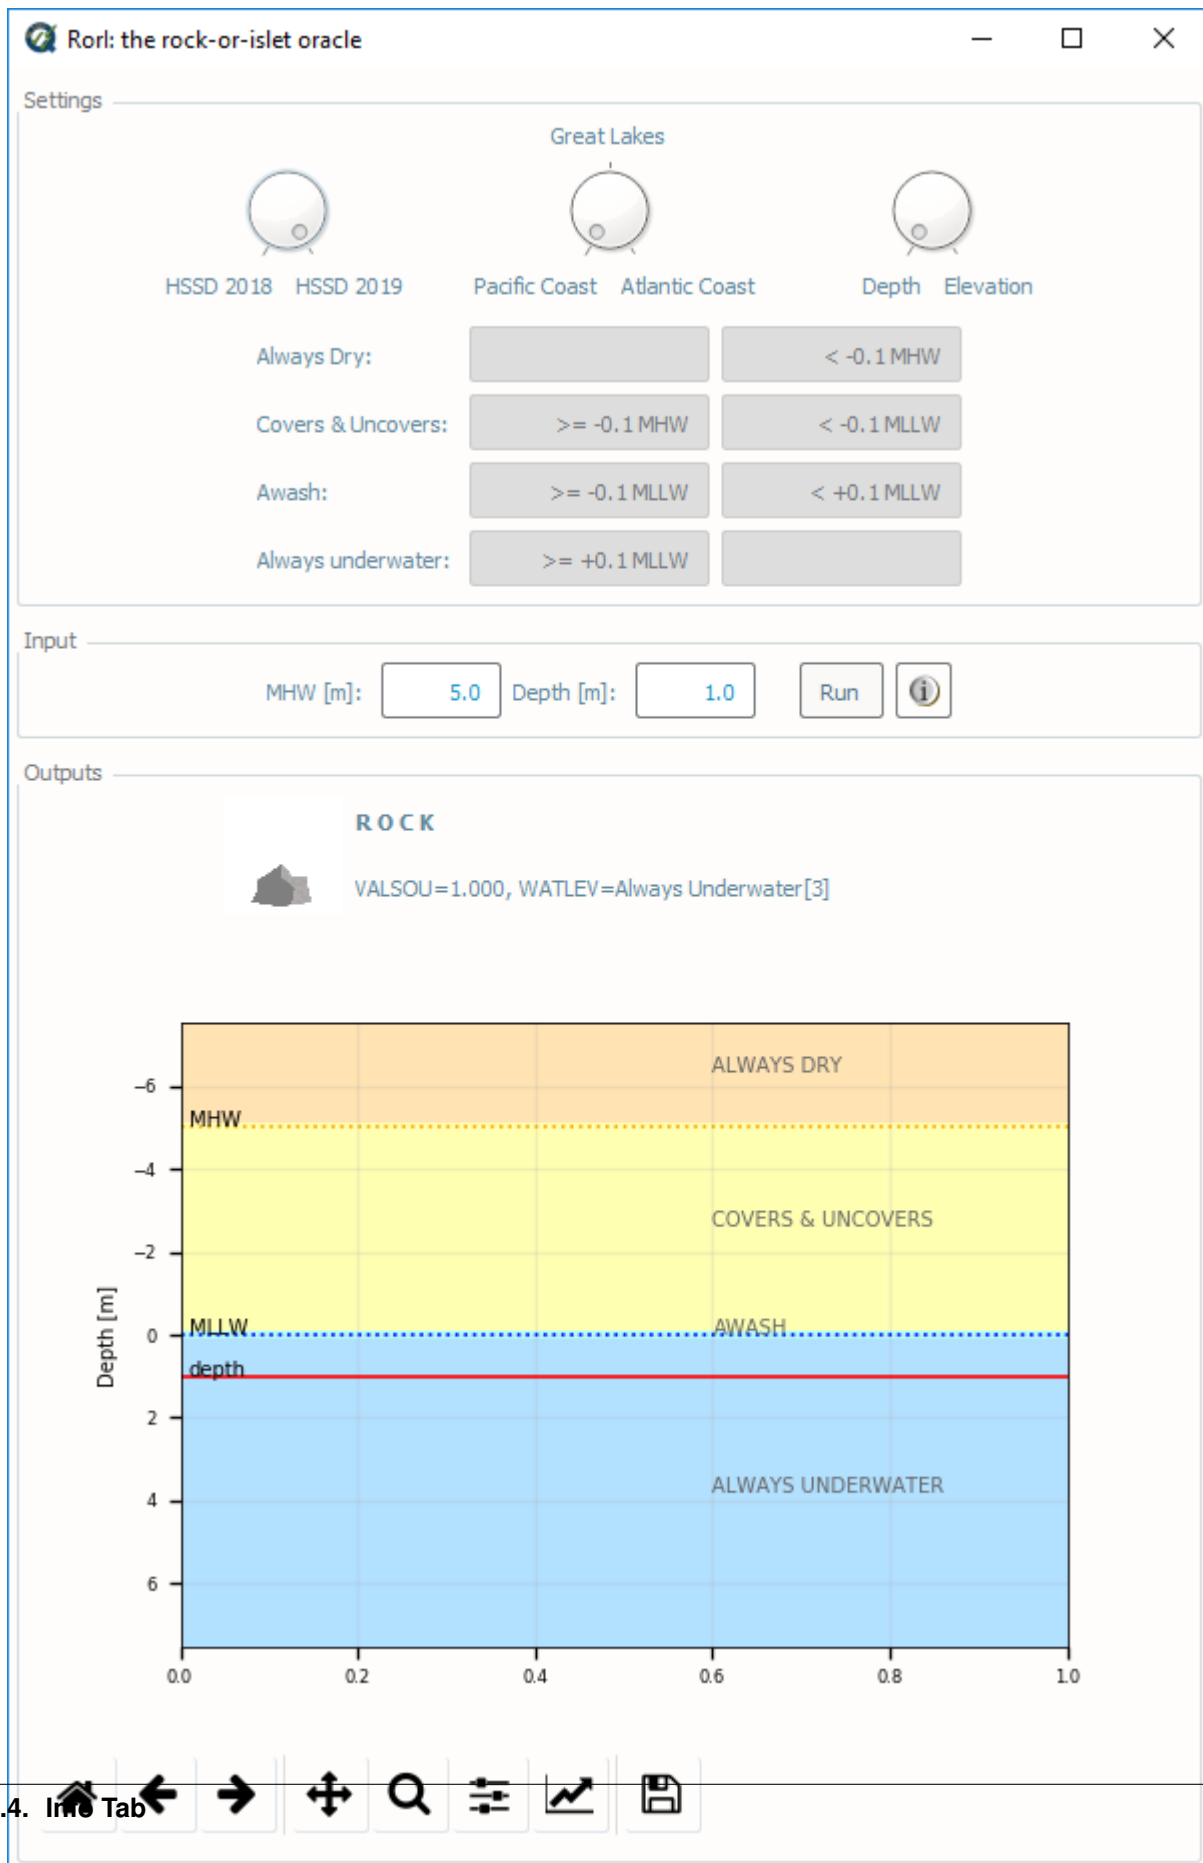 RorI: the rock-or-islet oracle
Settings
Great Lakes
HSSD 2018 HSSD 2019 Pacific Coast Atlantic Coast Depth Elevation
Always Dry: < -0.1 MHW
Covers & Uncovers: >= -0.1 MHW < -0.1 MLLW
Awash: >= -0.1 MLLW < +0.1 MLLW
Always underwater: >= +0.1 MLLW
Input
MHW [m]: 5.0 Depth [m]: 1.0 Run
Outputs
ROCK
VALSOU=1.000, WATLEV=Always Underwater[3]
ALWAYS DRY
−6
MHW
−4
COVERS & UNCOVERS
−2
Depth [m]
0 MLLW AWASH
depth
2
ALWAYS UNDERWATER
4
6
0.0 0.2 0.4 0.6 0.8 1.0
.4. Info Tab